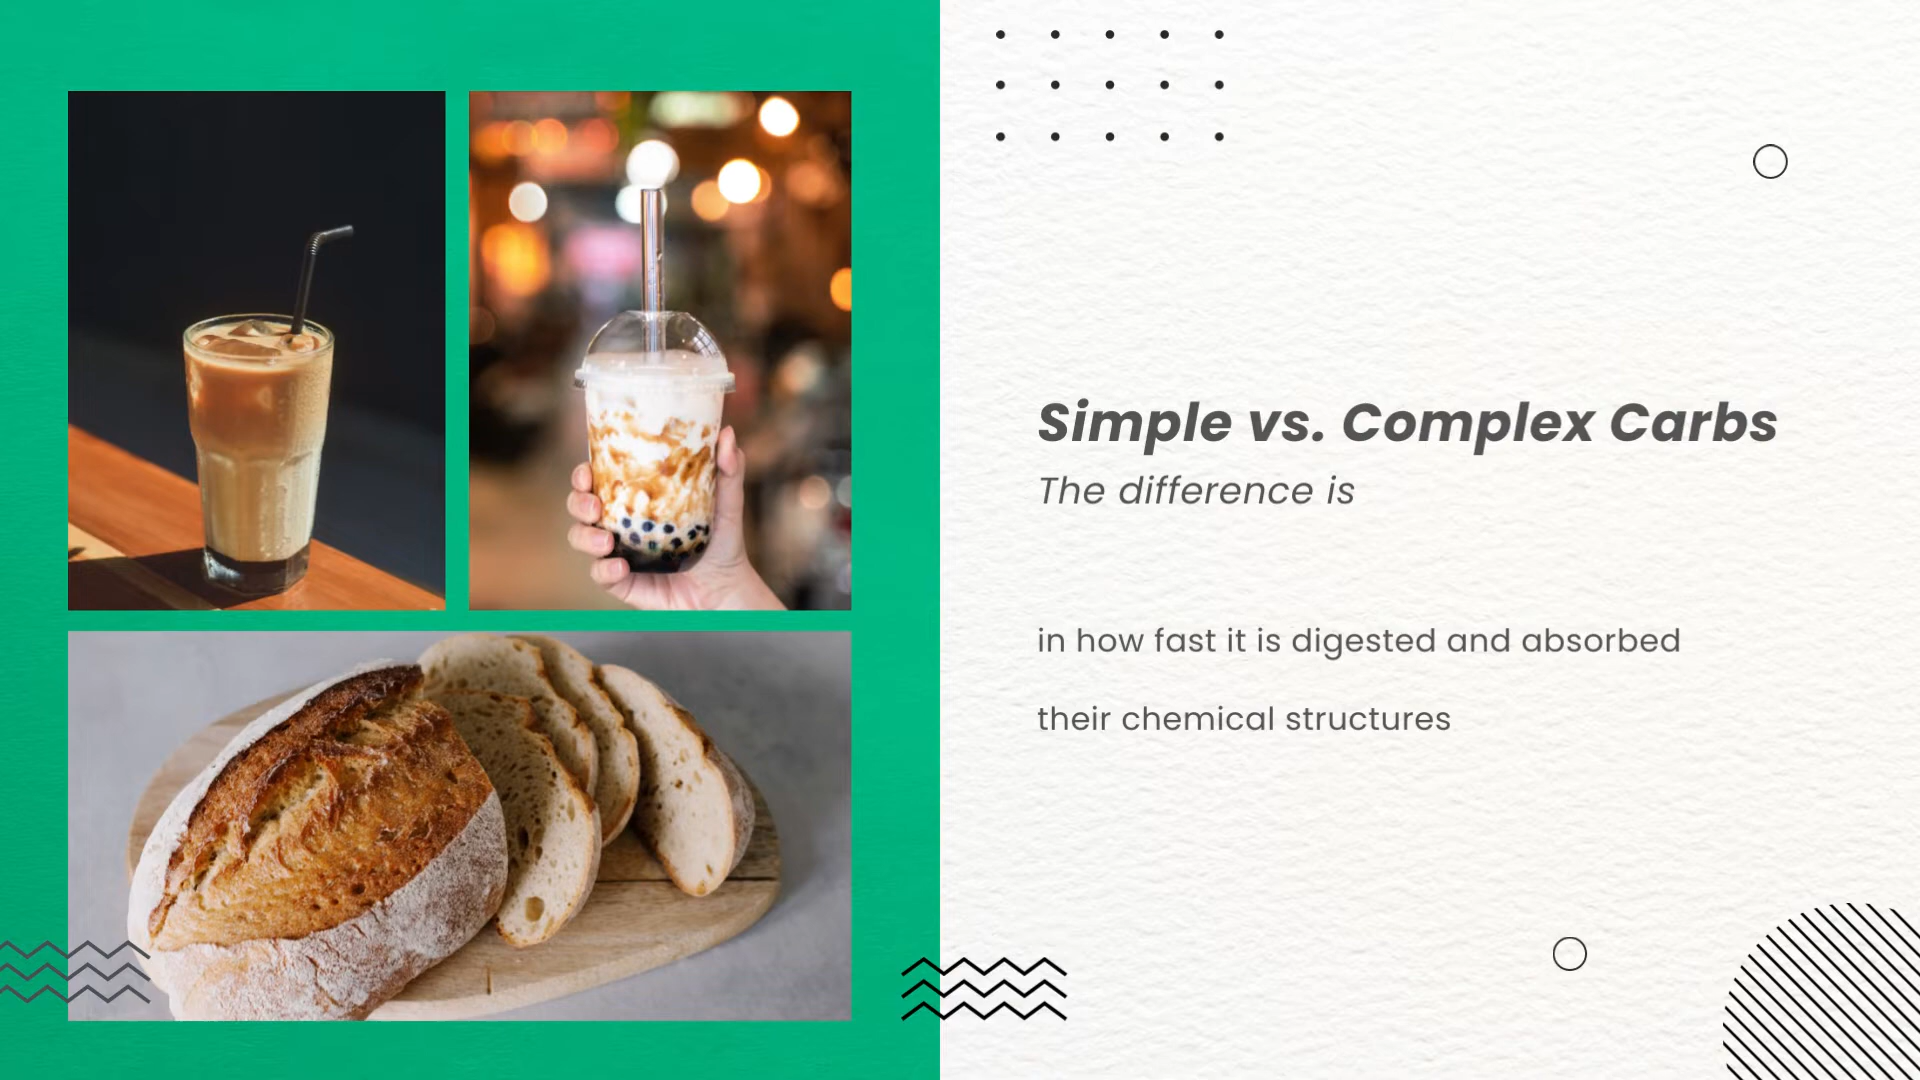 Simple vs. Complex Carbs
The difference is
in how fast it is digested and absorbed
their chemical structures